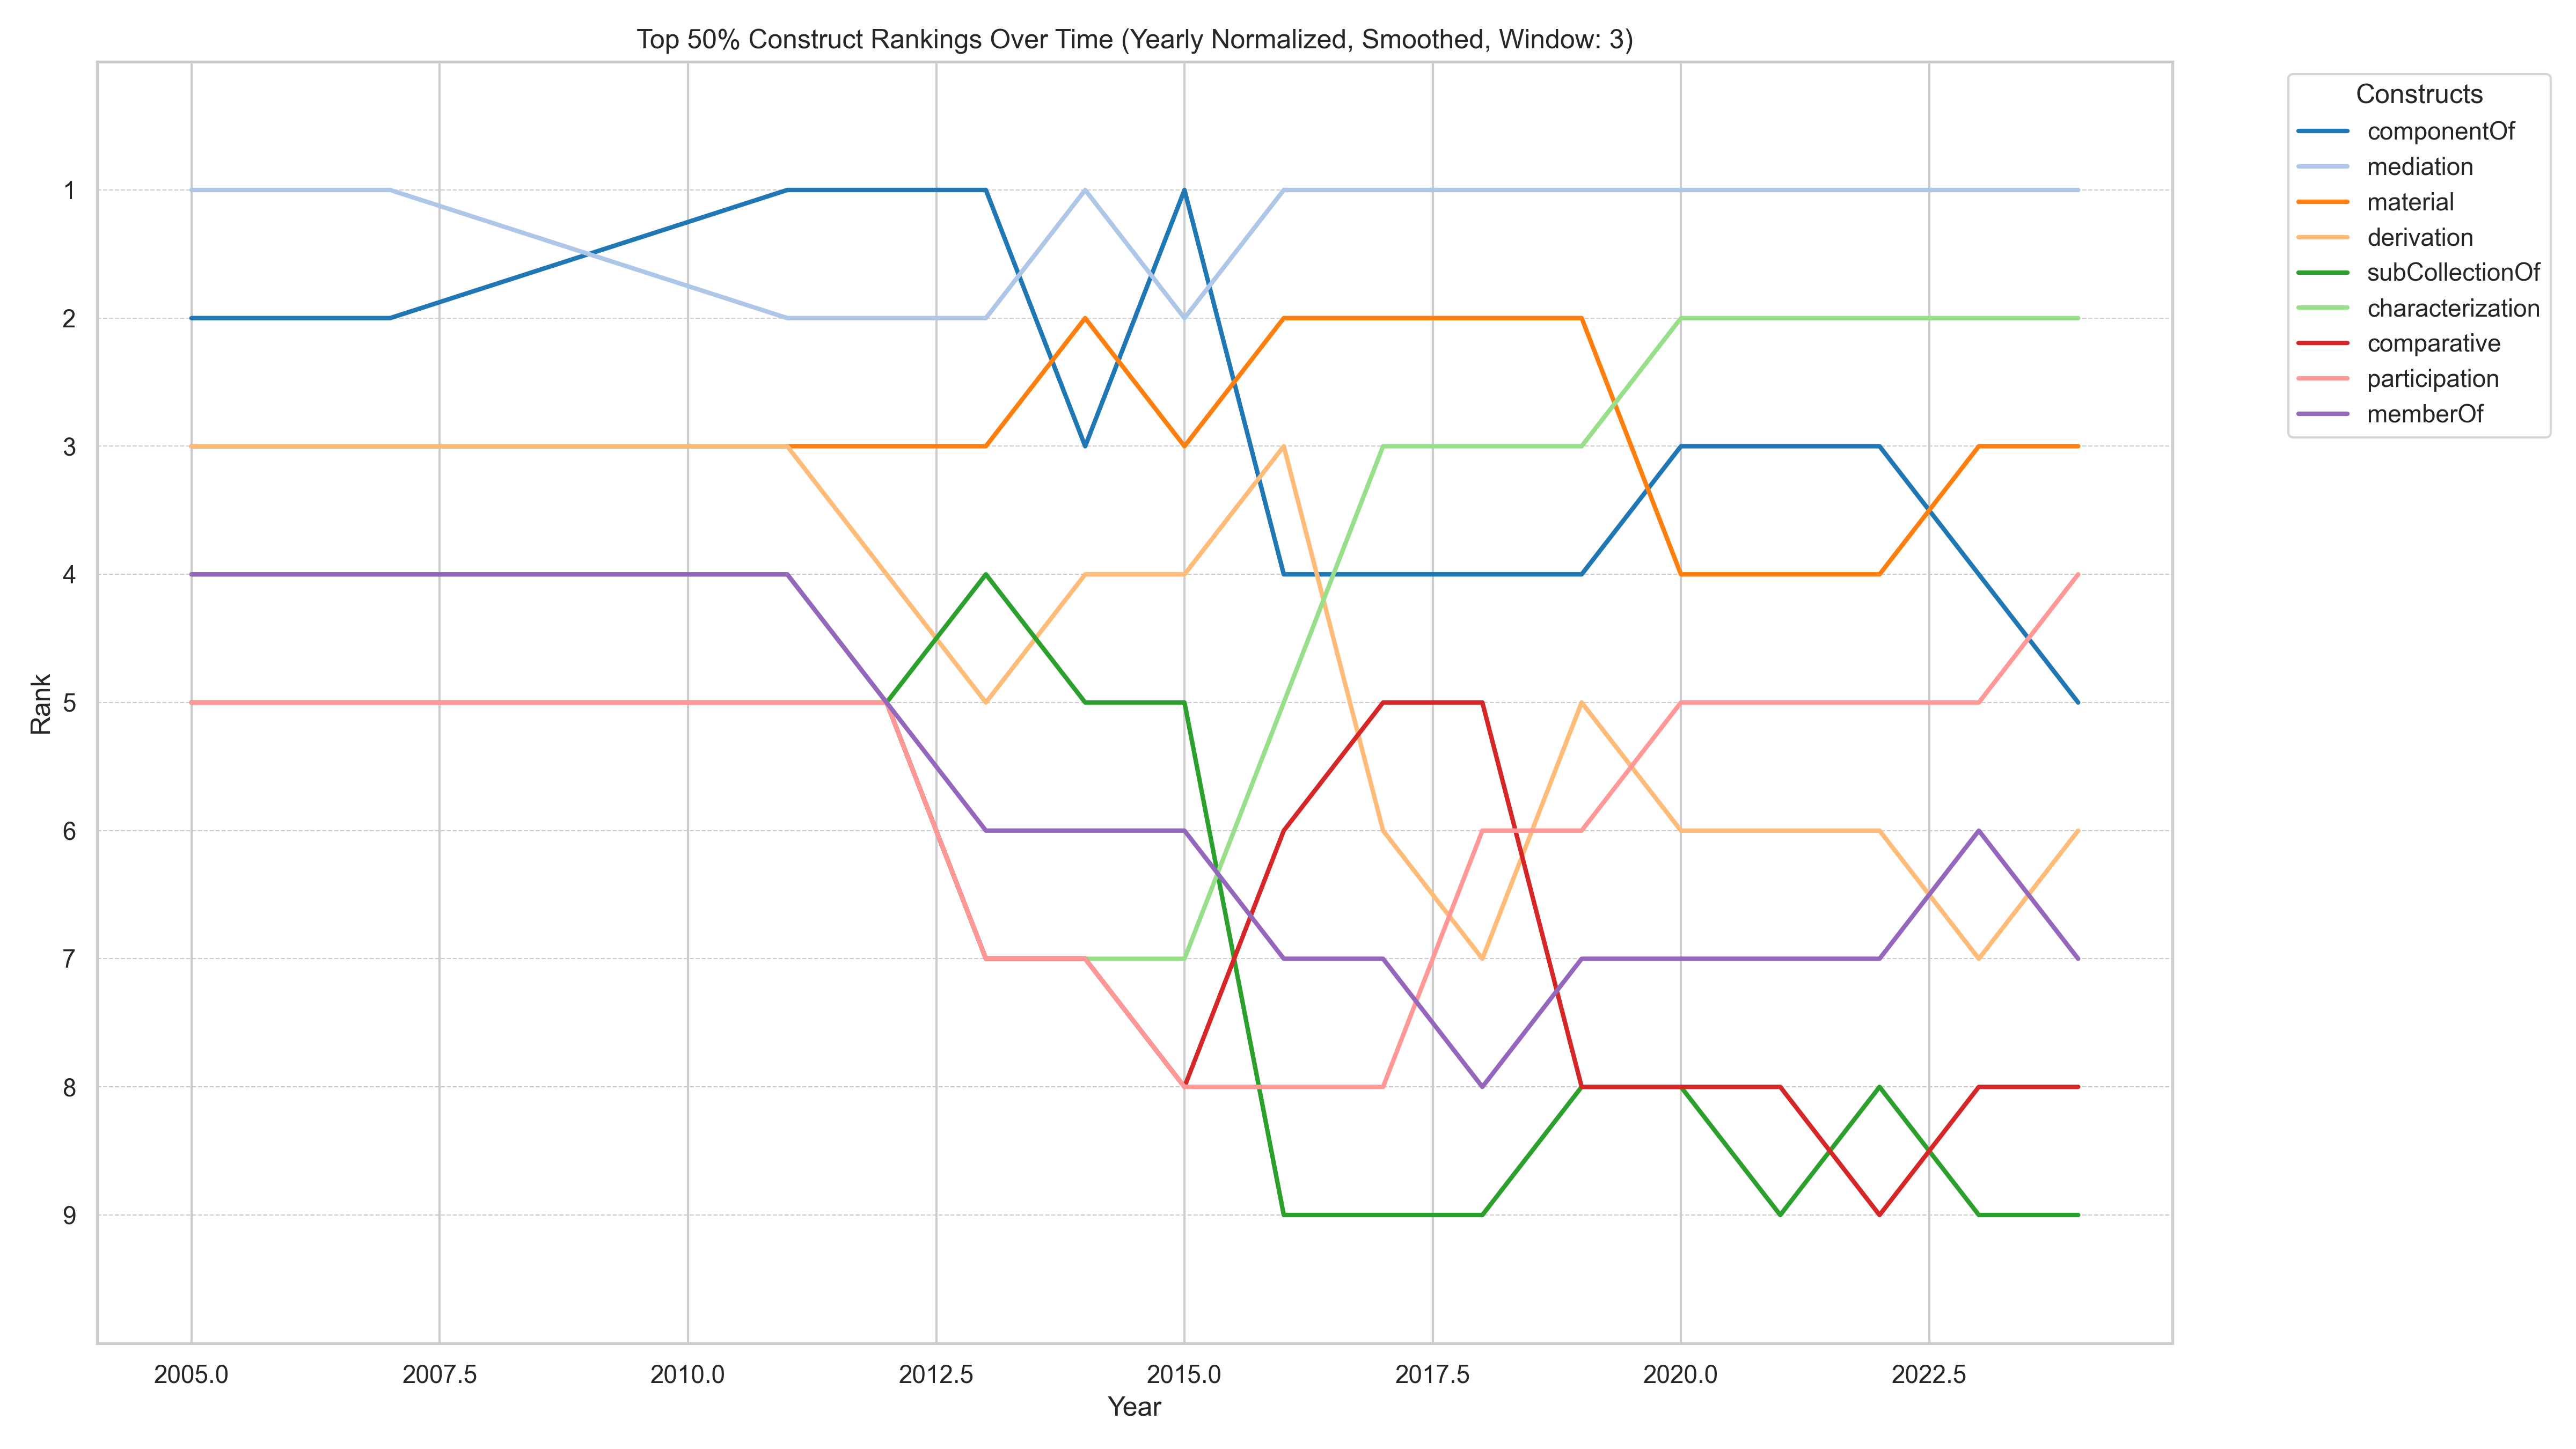 Top 50% Construct Rankings Over Time (Yearly Normalized, Smoothed, Window: 3)
Constructs
componentOf
mediation
material
derivation
subCollectionOf
characterization
comparative
participation
memberOf
Rank
1
2
3
4
5
6
7
8
9
2005.0 2007.5 2010.0 2012.5 2015.0 2017.5 2020.0 2022.5
Year